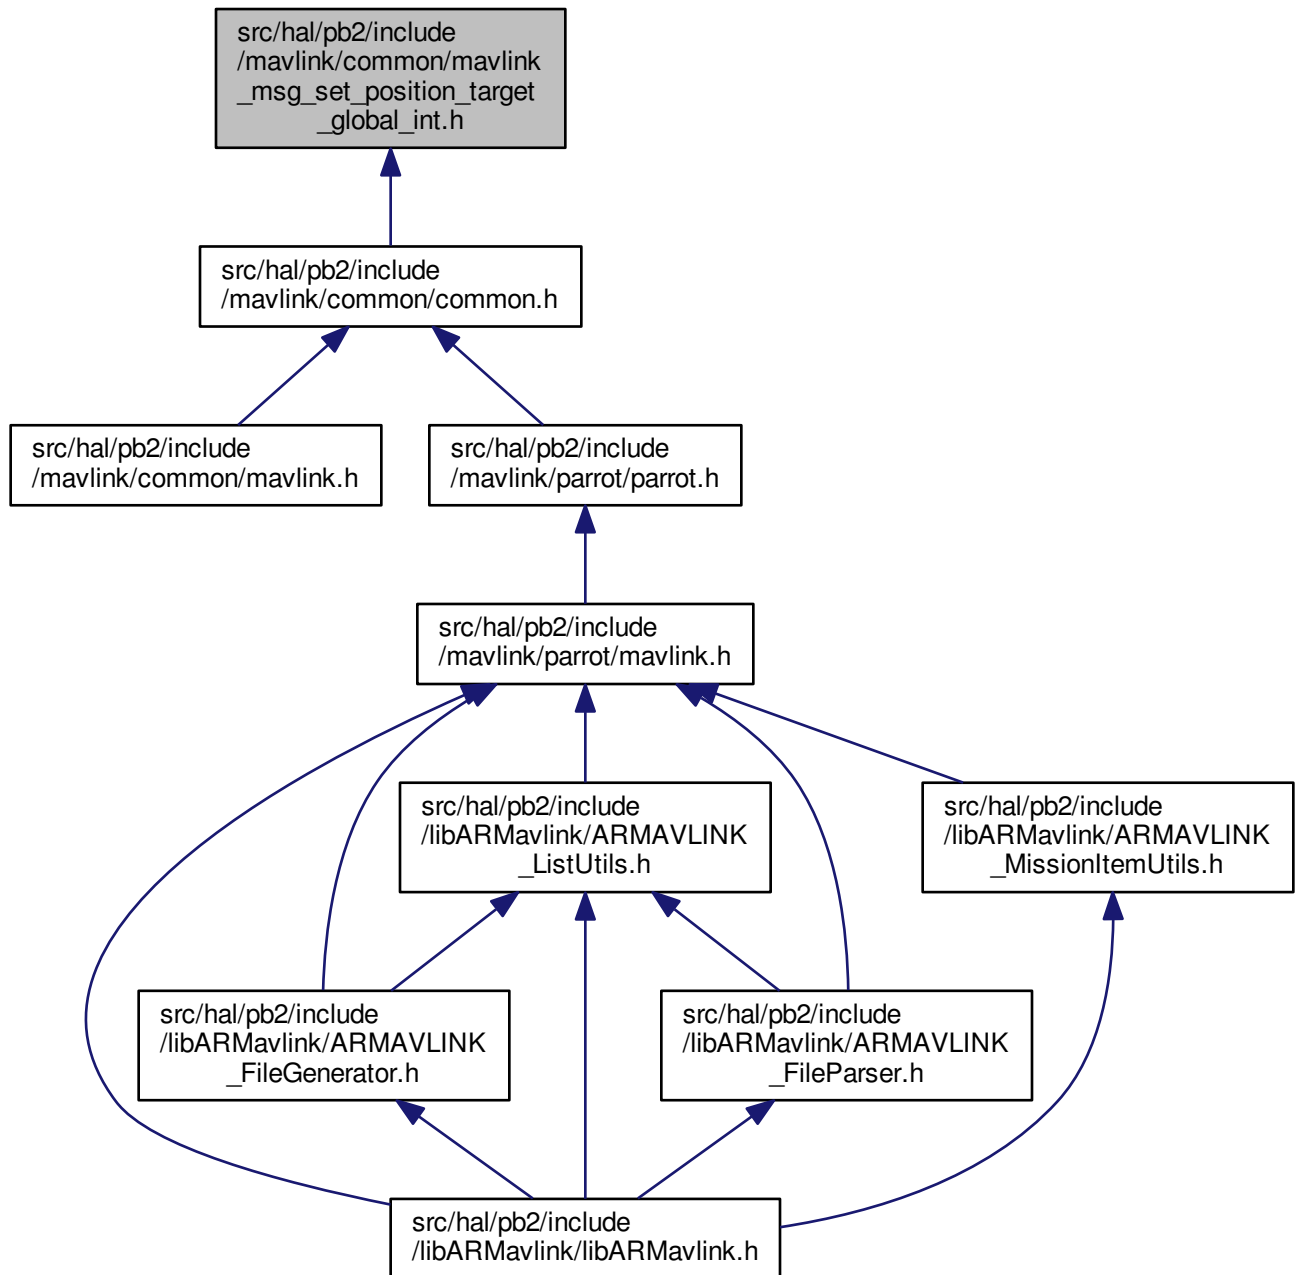 src/hal/pb2/include
/mavlink/common/mavlink
_msg_set_position_target
_global_int.h
src/hal/pb2/include
/mavlink/common/common.h
src/hal/pb2/include
/mavlink/common/mavlink.h
src/hal/pb2/include
/mavlink/parrot/parrot.h
src/hal/pb2/include
/mavlink/parrot/mavlink.h
src/hal/pb2/include
/libARMavlink/ARMAVLINK
_ListUtils.h
src/hal/pb2/include
/libARMavlink/ARMAVLINK
_MissionItemUtils.h
src/hal/pb2/include
/libARMavlink/ARMAVLINK
_FileGenerator.h
src/hal/pb2/include
/libARMavlink/ARMAVLINK
_FileParser.h
src/hal/pb2/include
/libARMavlink/libARMavlink.h